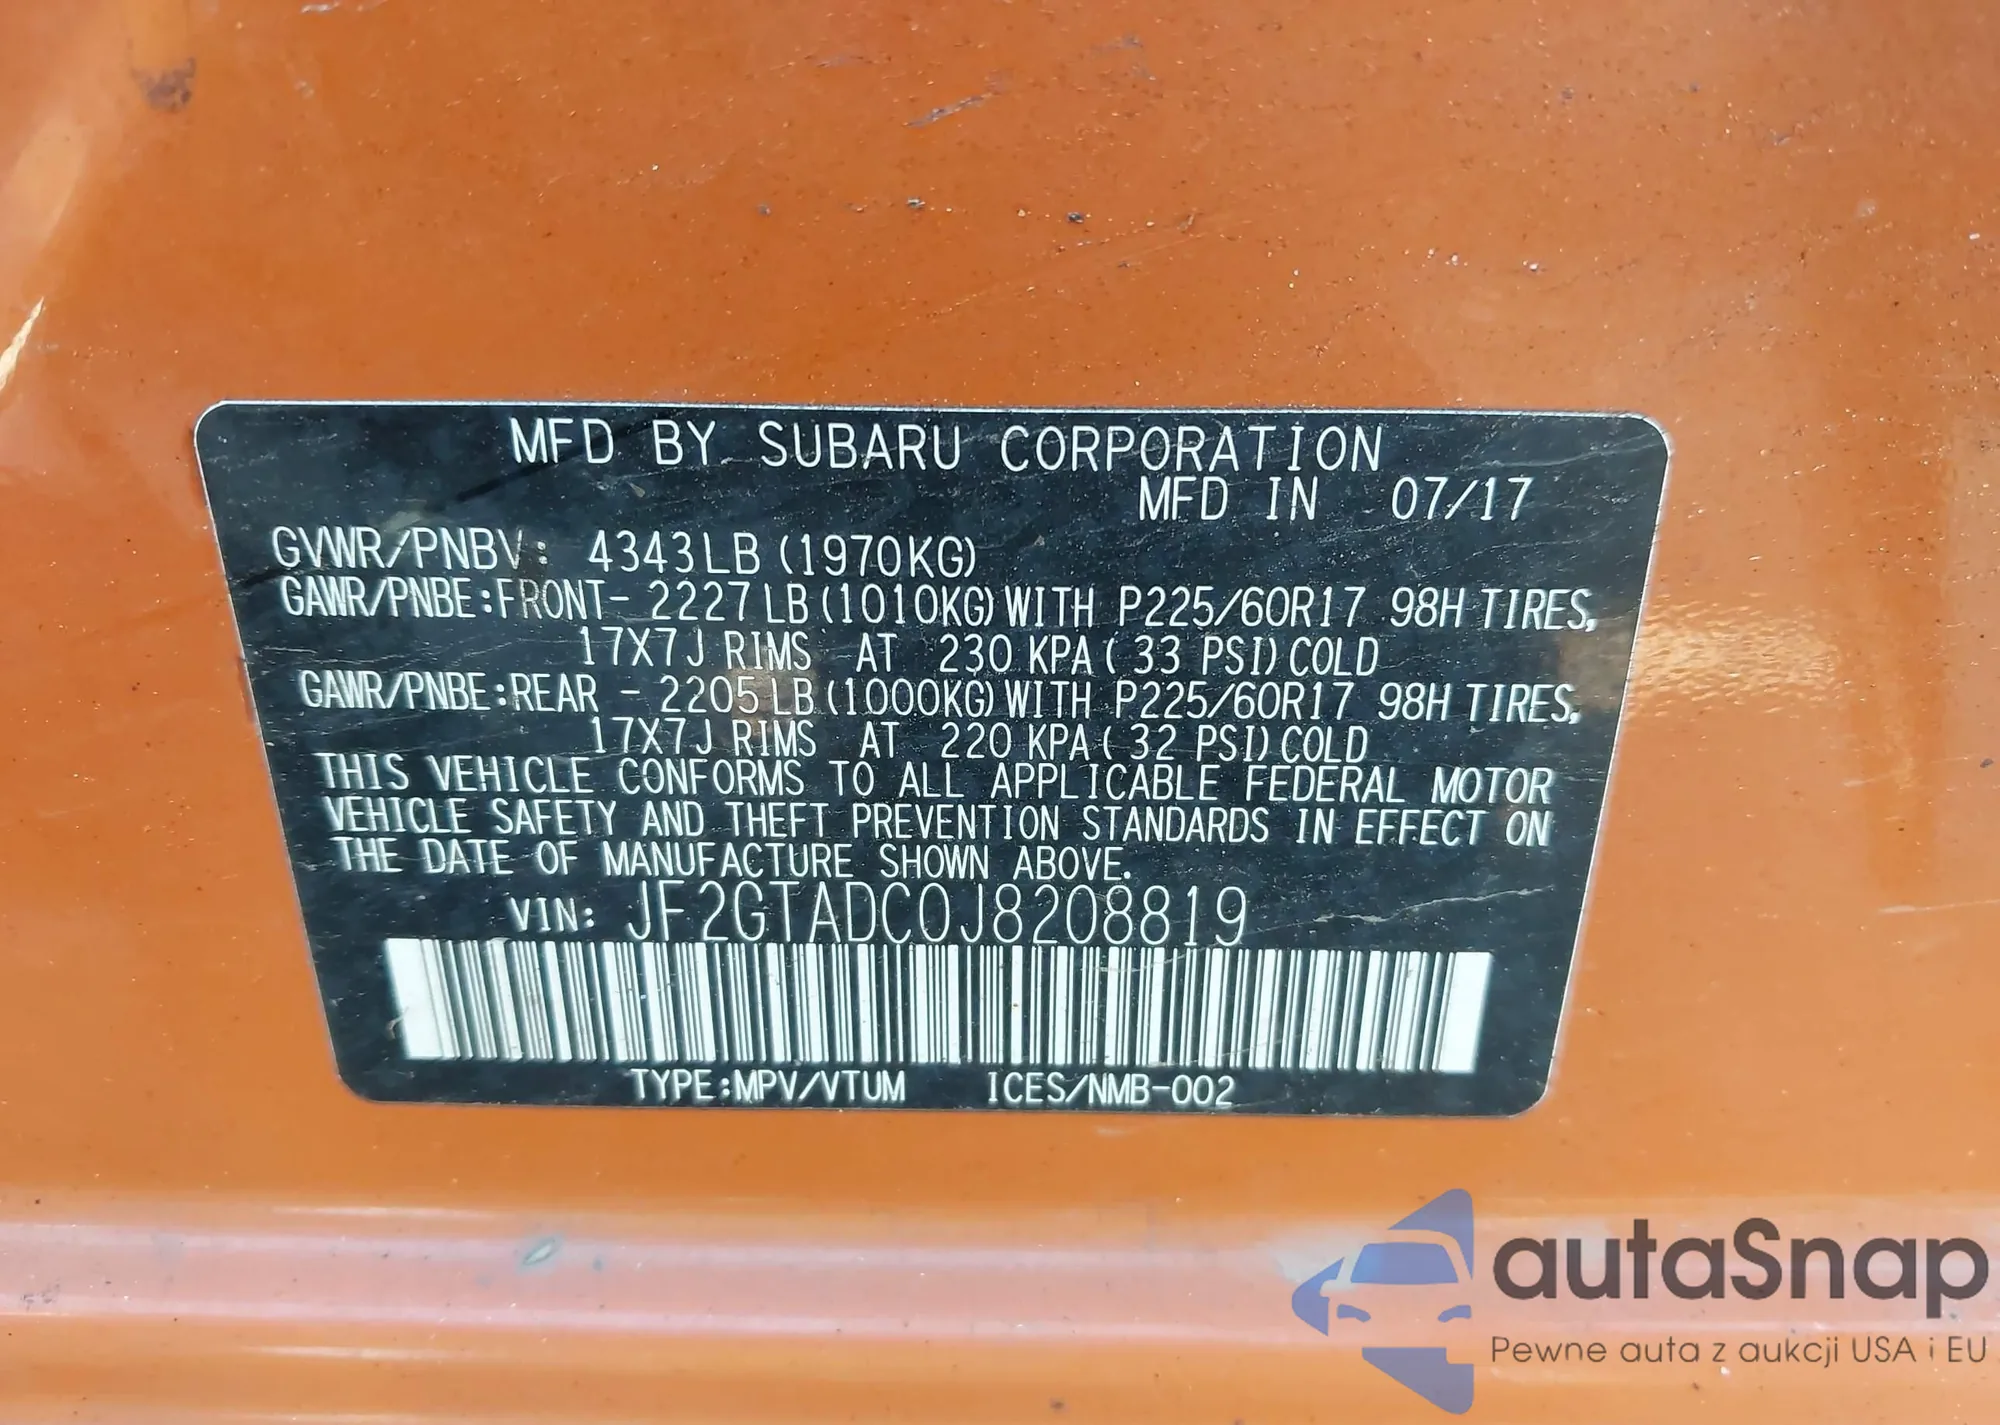 MFD BY SUBARU CORPORATION
MFD IN 07/17
GVWR/PNBV: 4343LB (1970KG)
GAWR/PNBE:FRONT- 2227LB(1010KG)WITH P225/60R17 98H TIRES,
17X7J RIMS AT 230 KPA(33 PSI)COLD
GAWR/PNBE:REAR - 2205LB(1000KG)WITH P225/60R17 98H TIRES,
17X7J RIMS AT 220 KPA(32 PSI)COLD
THIS VEHICLE CONFORMS TO ALL APPLICABLE FEDERAL MOTOR
VEHICLE SAFETY AND THEFT PREVENTION STANDARDS IN EFFECT ON
THE DATE OF MANUFACTURE SHOWN ABOVE.
VIN: JF2GTADC0J8208819
TYPE:MPV/VTUM ICES/NMB-002
autaSnap
Pewne auta z aukcji USA i EU